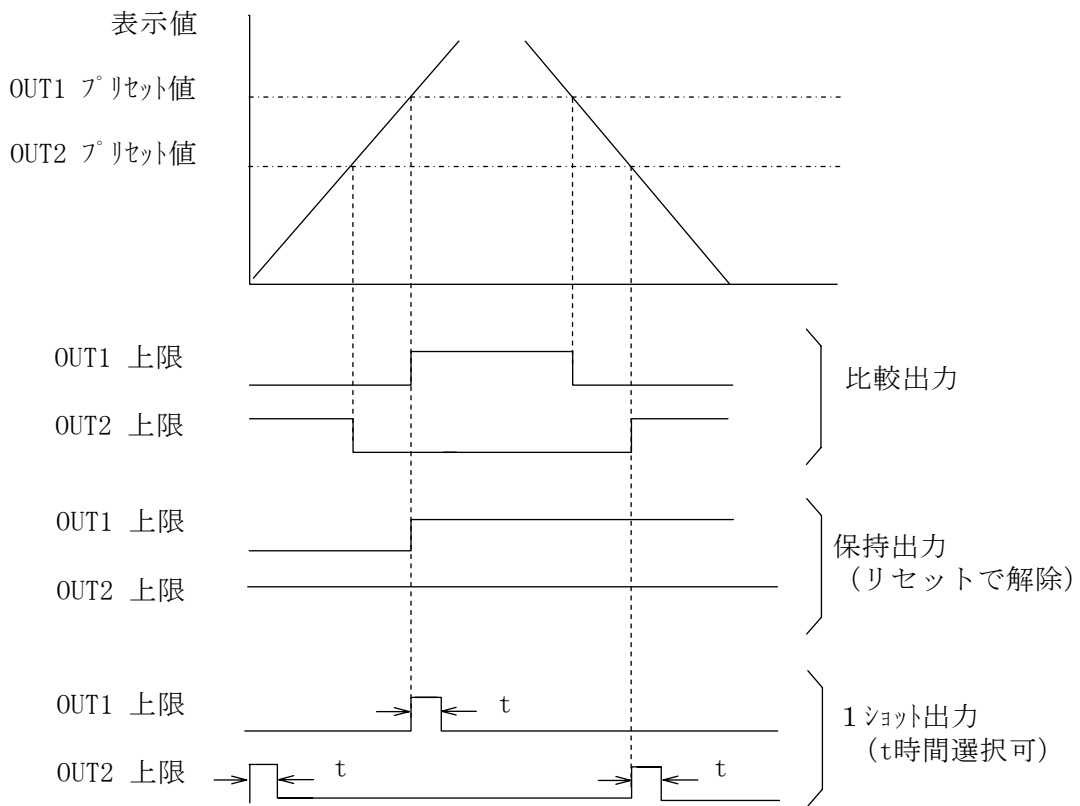 表示値
OUT1 プリセット値
OUT2 プリセット値
OUT1 上限
OUT2 上限
比較出力
OUT1 上限
OUT2 上限
保持出力
（リセットで解除）
OUT1 上限
t
OUT2 上限
t
t
１ショット出力
（t時間選択可）